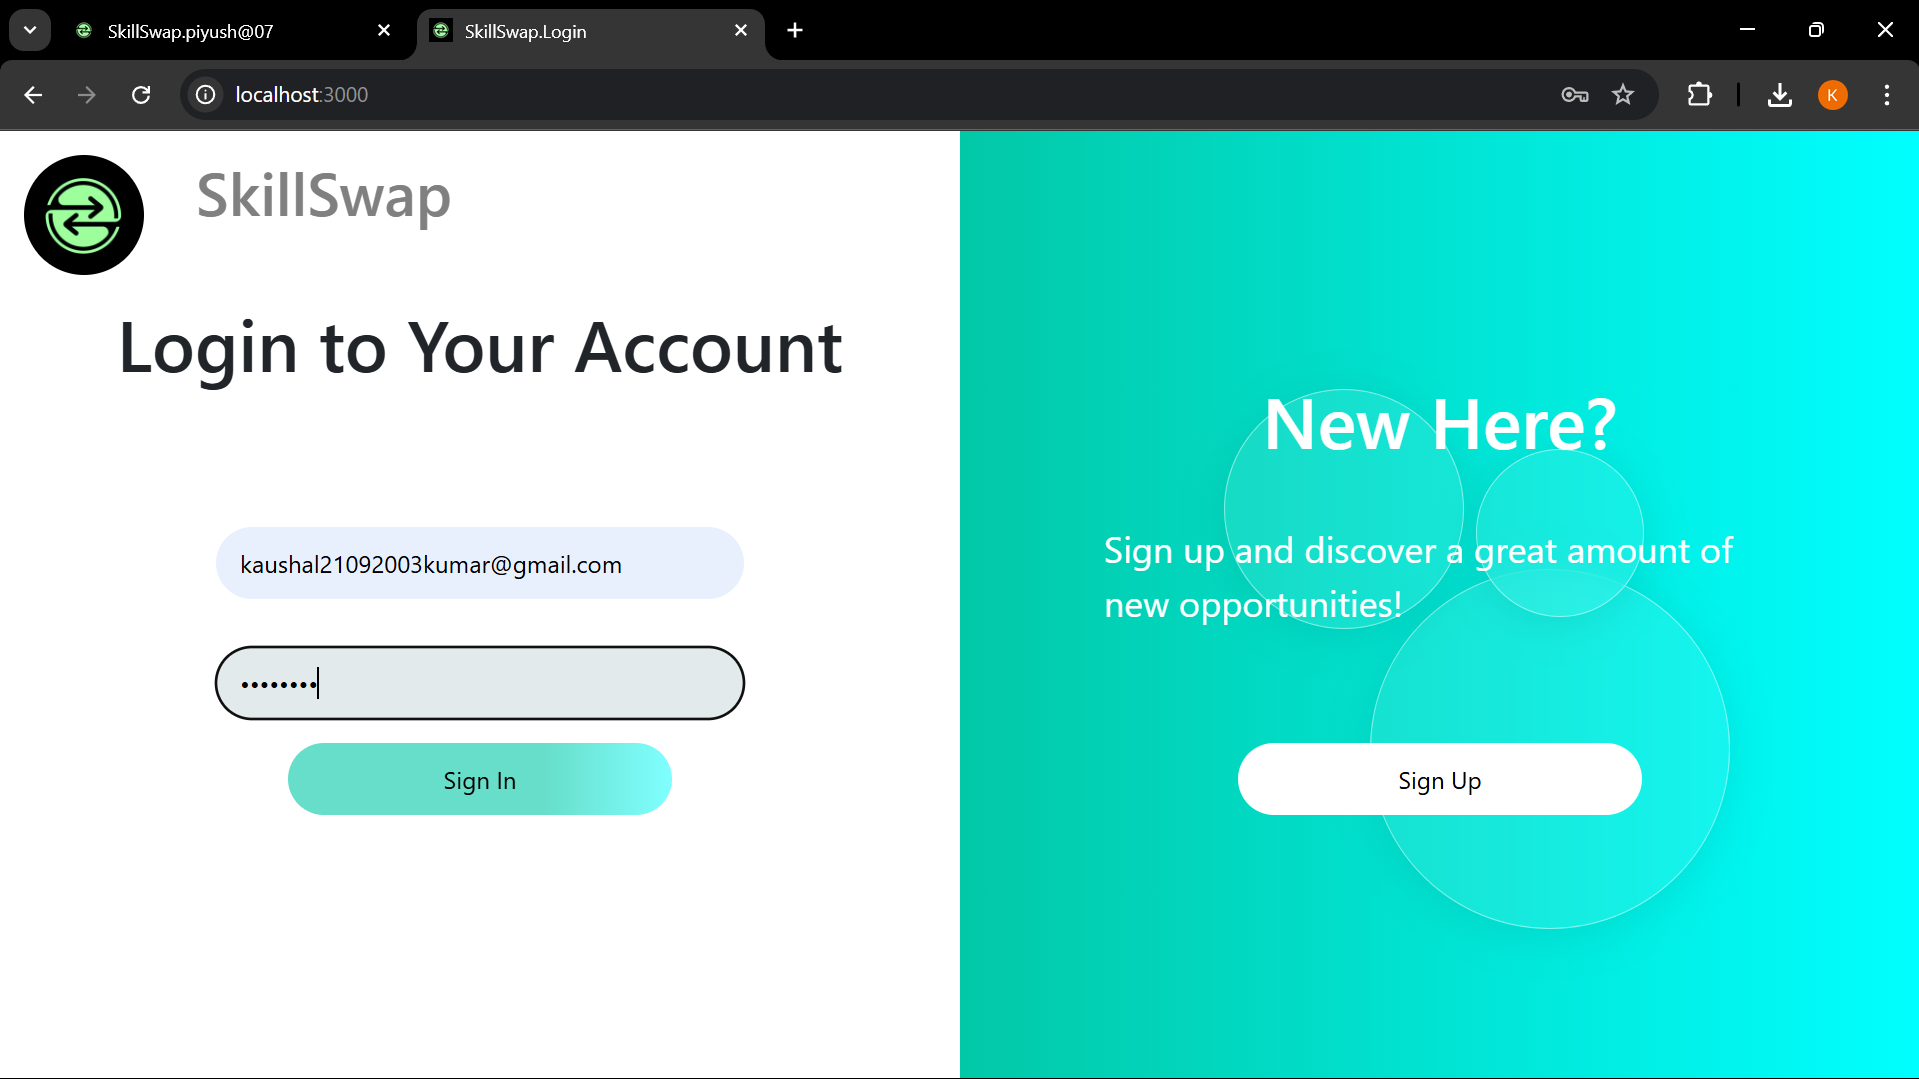 SkillSwap.piyush@07
SkillSwap.Login
localhost:3000
K
SkillSwap
Login to Your Account
kaushal21092003kumar@gmail.com
••••••••
Sign In
New Here?
Sign up and discover a great amount of
new opportunities!
Sign Up